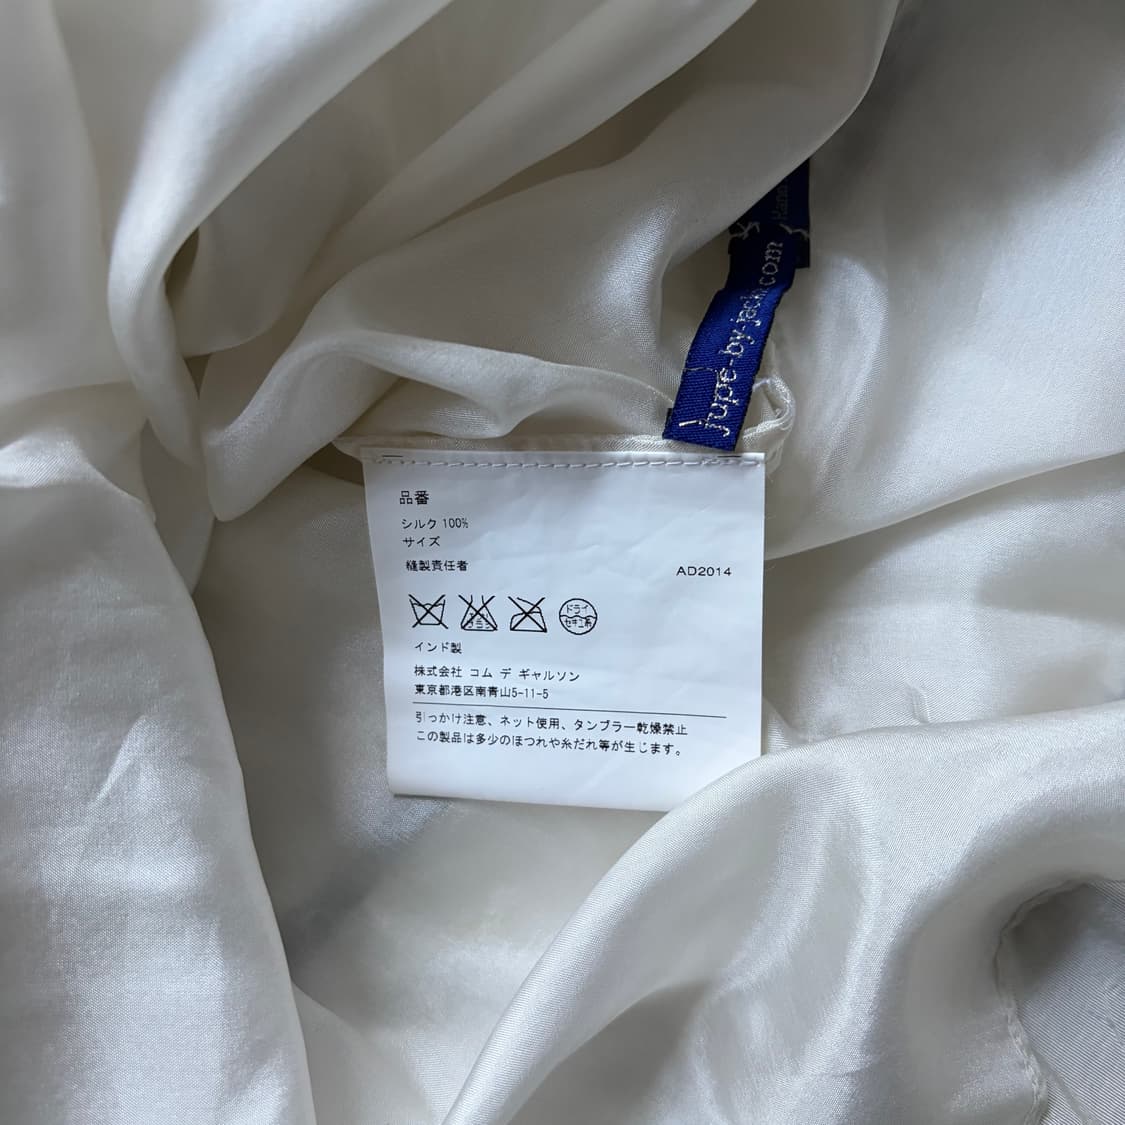 jupe-by-jackie.com
品番
シルク 100%
サイズ
縫製責任者
AD2014
ドライ
セキユ系
インド製
株式会社 コム デ ギャルソン
東京都港区南青山5-11-5
引っかけ注意、ネット使用、タンブラー乾燥禁止
この製品は多少のほつれや糸だれ等が生じます。